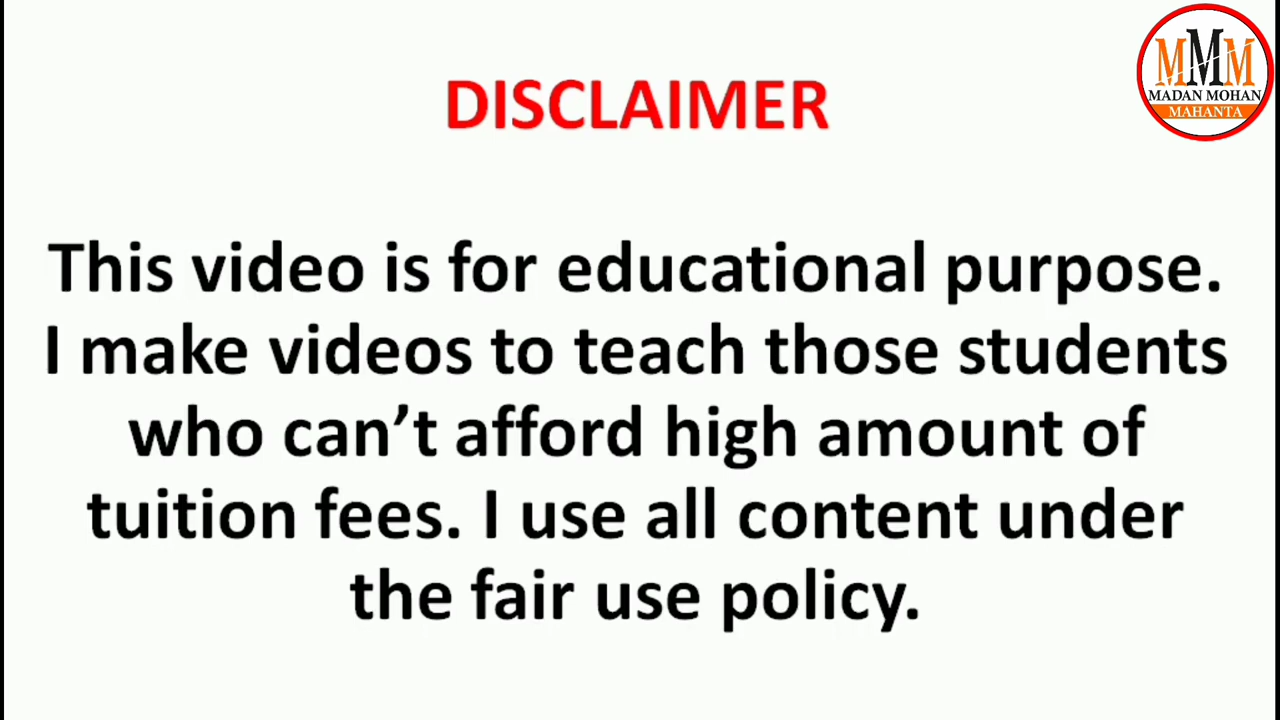 MMM
MADAN MOHAN
MAHANTA
DISCLAIMER
This video is for educational purpose.
I make videos to teach those students
who can’t afford high amount of
tuition fees. I use all content under
the fair use policy.